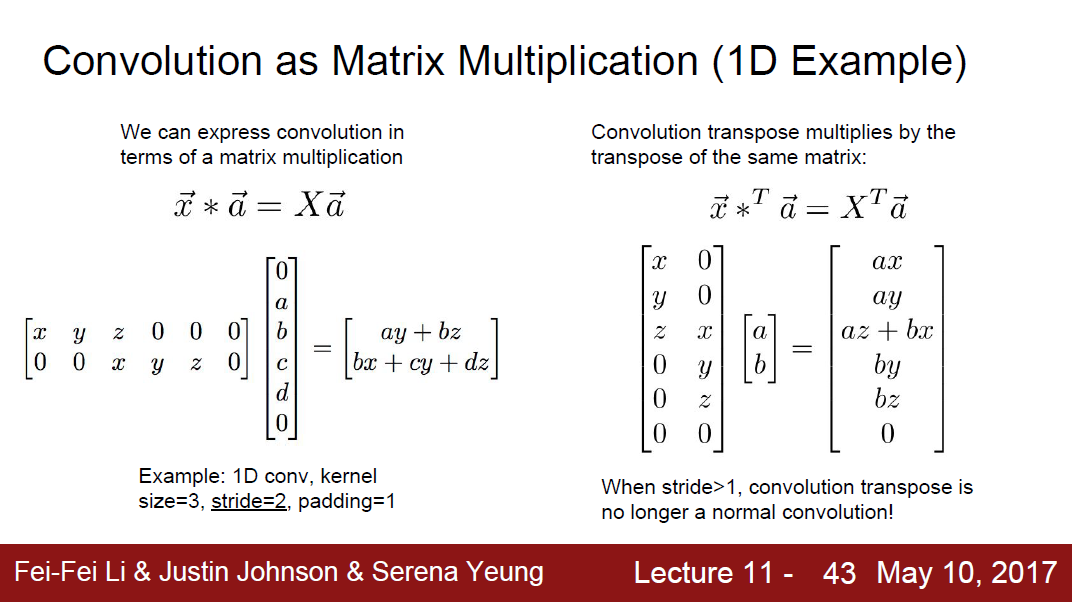 Convolution as Matrix Multiplication (1D Example)
We can express convolution in
terms of a matrix multiplication
$\vec{x} * \vec{a} = X\vec{a}$
$\begin{bmatrix} x & y & z & 0 & 0 & 0 \\ 0 & 0 & x & y & z & 0 \end{bmatrix} \begin{bmatrix} 0 \\ a \\ b \\ c \\ d \\ 0 \end{bmatrix} = \begin{bmatrix} ay + bz \\ bx + cy + dz \end{bmatrix}$
Example: 1D conv, kernel
size=3, stride=2, padding=1
Convolution transpose multiplies by the
transpose of the same matrix:
$\vec{x} *^T \vec{a} = X^T\vec{a}$
$\begin{bmatrix} x & 0 \\ y & 0 \\ z & x \\ 0 & y \\ 0 & z \\ 0 & 0 \end{bmatrix} \begin{bmatrix} a \\ b \end{bmatrix} = \begin{bmatrix} ax \\ ay \\ az + bx \\ by \\ bz \\ 0 \end{bmatrix}$
When stride>1, convolution transpose is
no longer a normal convolution!
Fei-Fei Li & Justin Johnson & Serena Yeung
Lecture 11 - 43 May 10, 2017